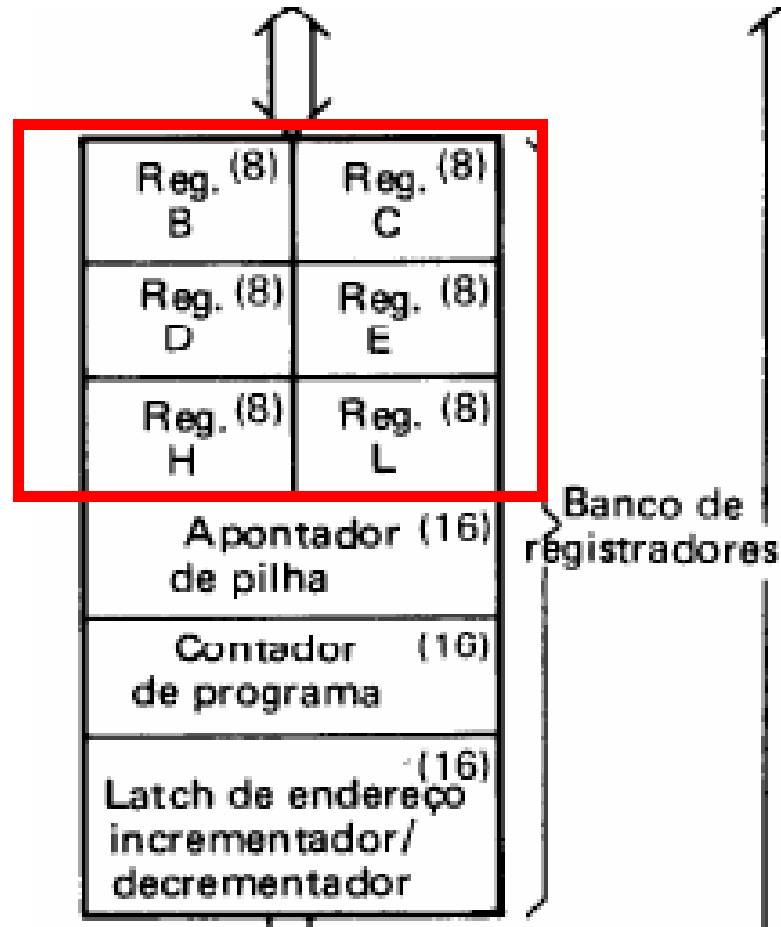 Reg. (8) Reg. (8)
B C
Reg. (8) Reg. (8)
D E
Reg. (8) Reg. (8)
H L
Apontador (16)
de pilha
Contador (16)
de programa
(16)
Latch de endereço
incrementador/
decrementador
Banco de
registradores